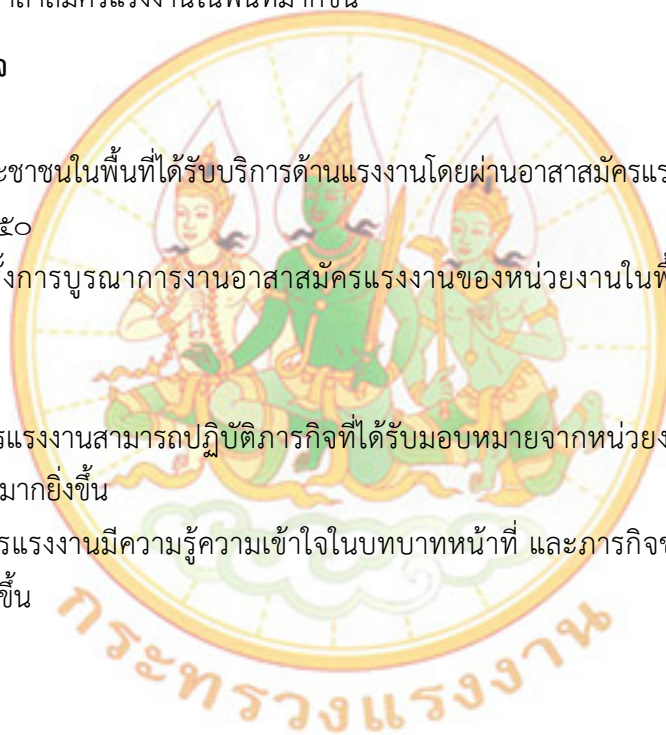 อาสาสมัครแรงงานในพื้นที่มากขึ้น
ะชาชนในพื้นที่ได้รับบริการด้านแรงงานโดยผ่านอาสาสมัครแร
๕๐
ั้งการบูรณาการงานอาสาสมัครแรงงานของหน่วยงานในพื้
รแรงงานสามารถปฏิบัติภารกิจที่ได้รับมอบหมายจากหน่วยง
มากยิ่งขึ้น
รแรงงานมีความรู้ความเข้าใจในบทบาทหน้าที่ และภารกิจข
ขึ้น
กระทรวงแรงงาน